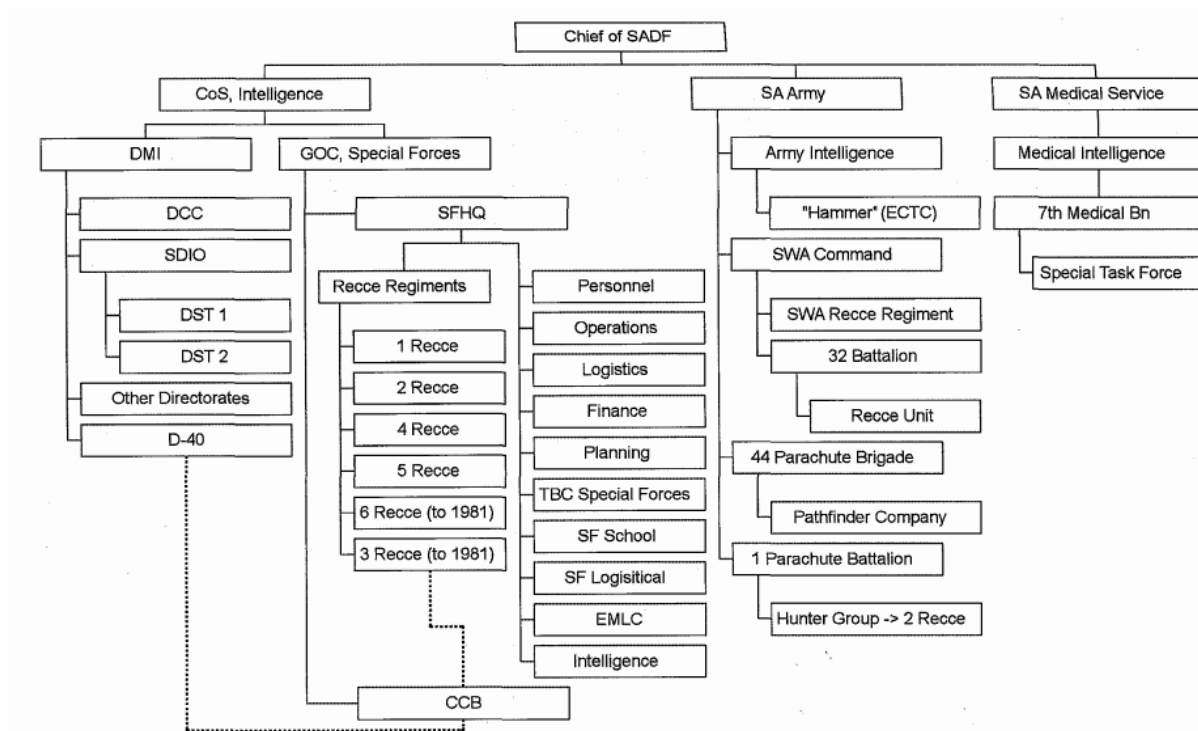 Chief of SADF
CoS, Intelligence
SA Army
SA Medical Service
DMI
GOC, Special Forces
Army Intelligence
Medical Intelligence
DCC
SFHQ
"Hammer" (ECTC)
7th Medical Bn
SDIO
SWA Command
Special Task Force
Recce Regiments
Personnel
DST 1
Operations
SWA Recce Regiment
1 Recce
DST 2
32 Battalion
2 Recce
Logistics
Other Directorates
Finance
Recce Unit
4 Recce
D-40
Planning
44 Parachute Brigade
5 Recce
TBC Special Forces
6 Recce (to 1981)
Pathfinder Company
SF School
3 Recce (to 1981)
1 Parachute Battalion
SF Logisitical
EMLC
Hunter Group -> 2 Recce
Intelligence
CCB